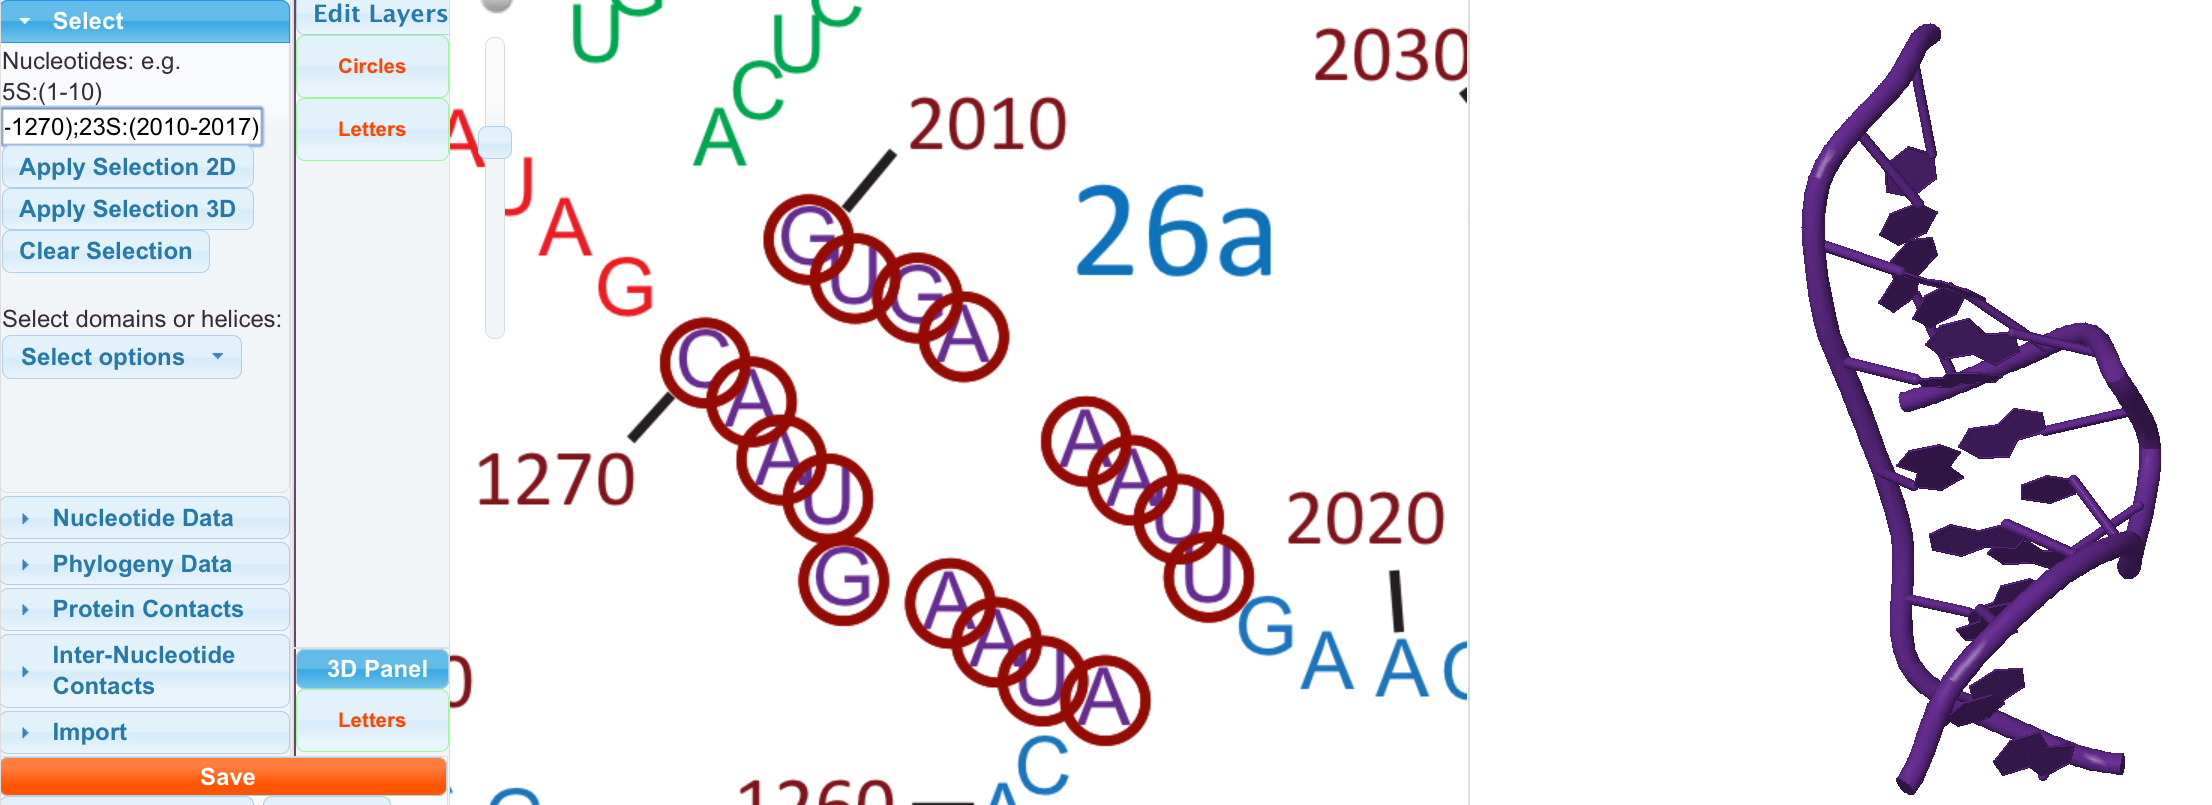 Select
Nucleotides: e.g.
5S:(1-10)
-1270);23S:(2010-2017)
Apply Selection 2D
Apply Selection 3D
Clear Selection
Select domains or helices:
Select options
Nucleotide Data
Phylogeny Data
Protein Contacts
Inter-Nucleotide
Contacts
Import
Save
Edit Layers
Circles
Letters
3D Panel
Letters
U G
U C
A C
2030
2010
26a
A U A G
G U G A
C A A U G A A U A
1270
A A U U G A A
2020
C
1260
A